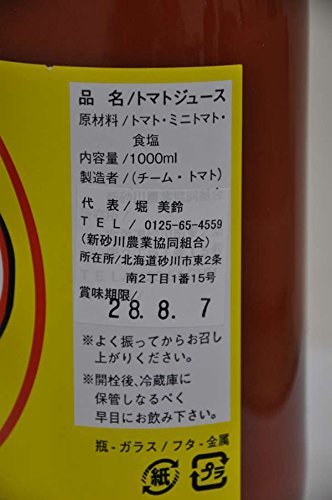 品 名/トマトジュース
原材料/トマト・ミニトマト・
食塩
内容量/1000ml
製造者/(チーム・トマト)
代 表/堀 美鈴
TEL/0125-65-4559
(新砂川農業協同組合)
所在所/北海道砂川市東2条
南2丁目1番15号
賞味期限/
28.8.7
※よく振ってからお召し
上がりください。
※開栓後、冷蔵庫に
保管しなるべく
早目にお飲み下さい。
瓶-ガラス/フタ-金属
紙
プラ